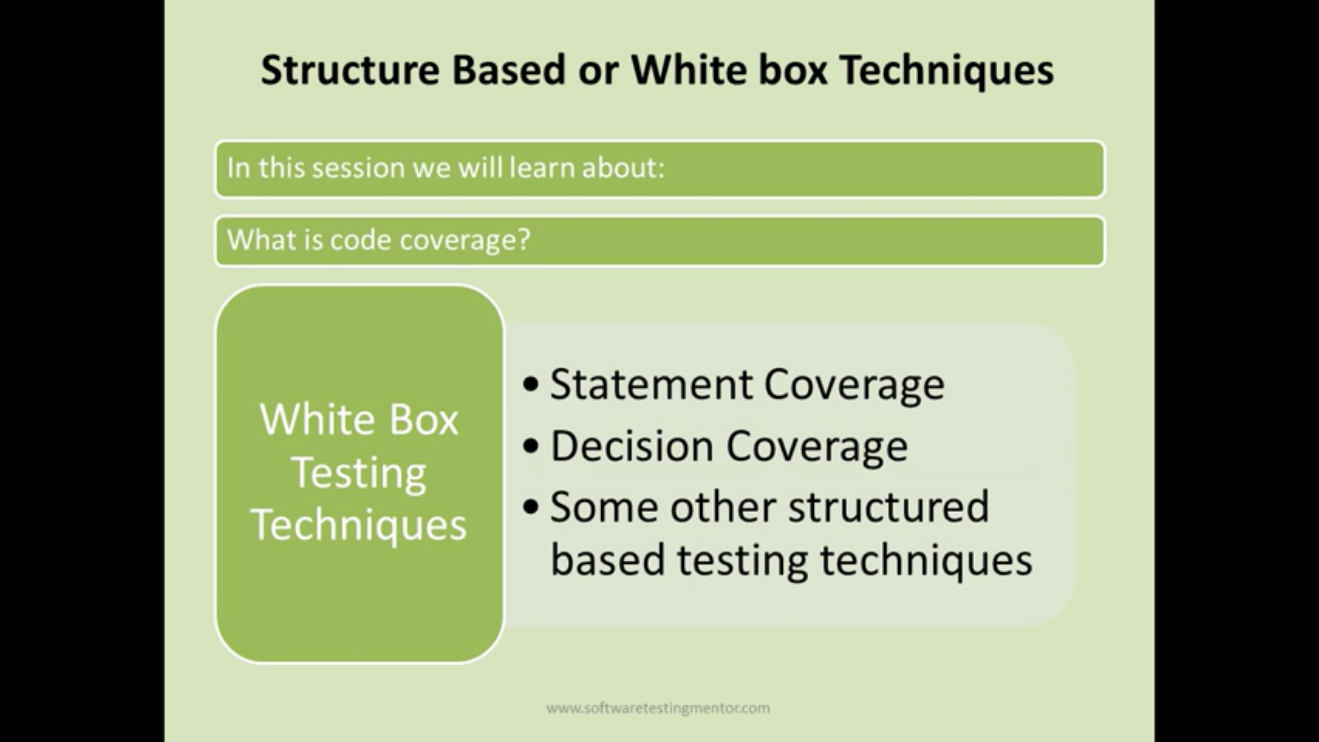 Structure Based or White box Techniques
In this session we will learn about:
What is code coverage?
White Box
Testing
Techniques
• Statement Coverage
• Decision Coverage
• Some other structured
based testing techniques
www.softwaretestingmentor.com